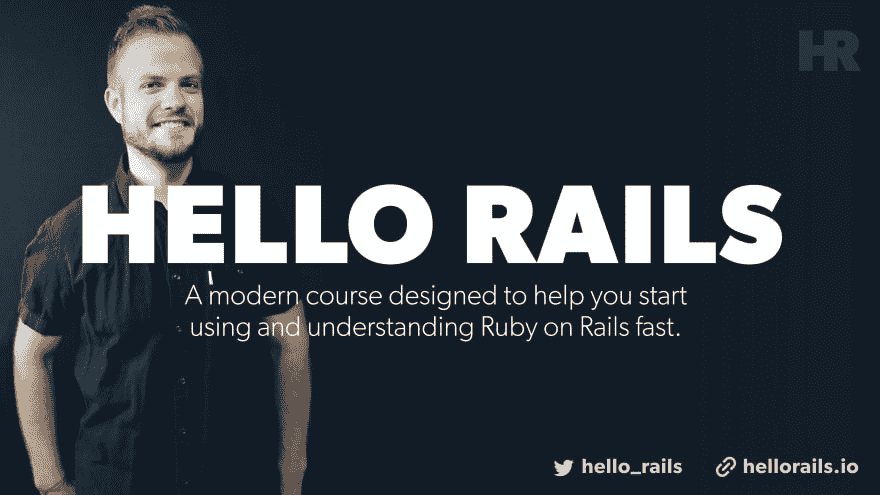 HR
HELLO RAILS
A modern course designed to help you start
using and understanding Ruby on Rails fast.
hello_rails
hellorails.io